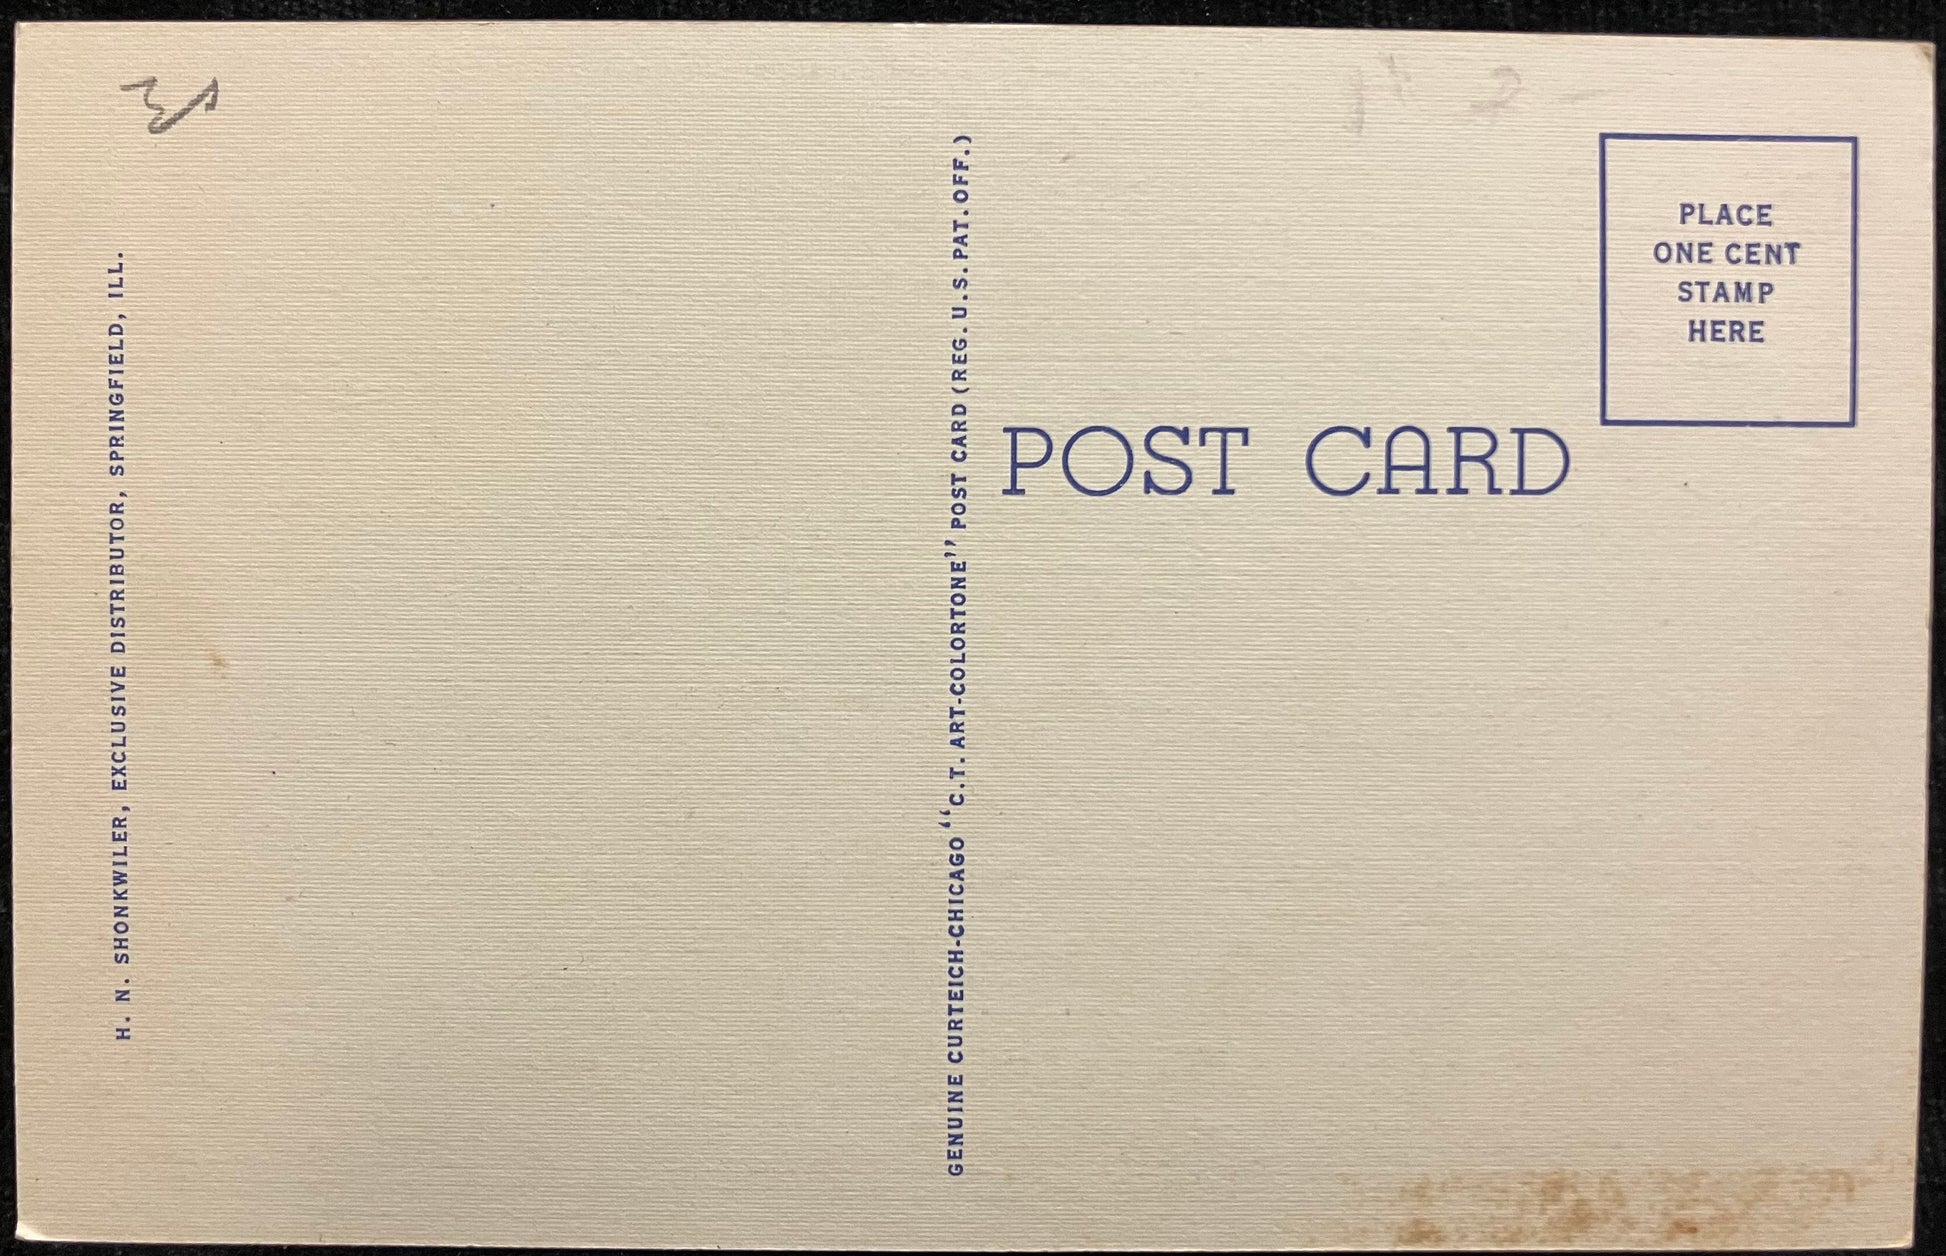 H. N. SHONKWILER, EXCLUSIVE DISTRIBUTOR, SPRINGFIELD, ILL.
GENUINE CURTEICH-CHICAGO "C.T. ART-COLORTONE" POST CARD (REG. U.S. PAT. OFF.)
POST CARD
PLACE
ONE CENT
STAMP
HERE